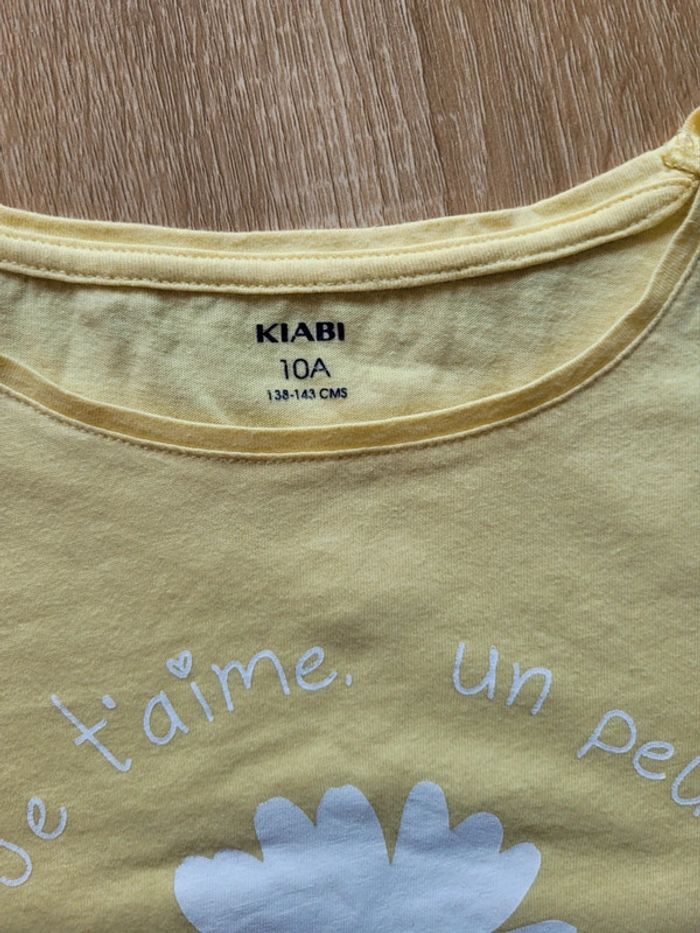 KIABI
10A
138-143 CMS
je t'aime, un peu,